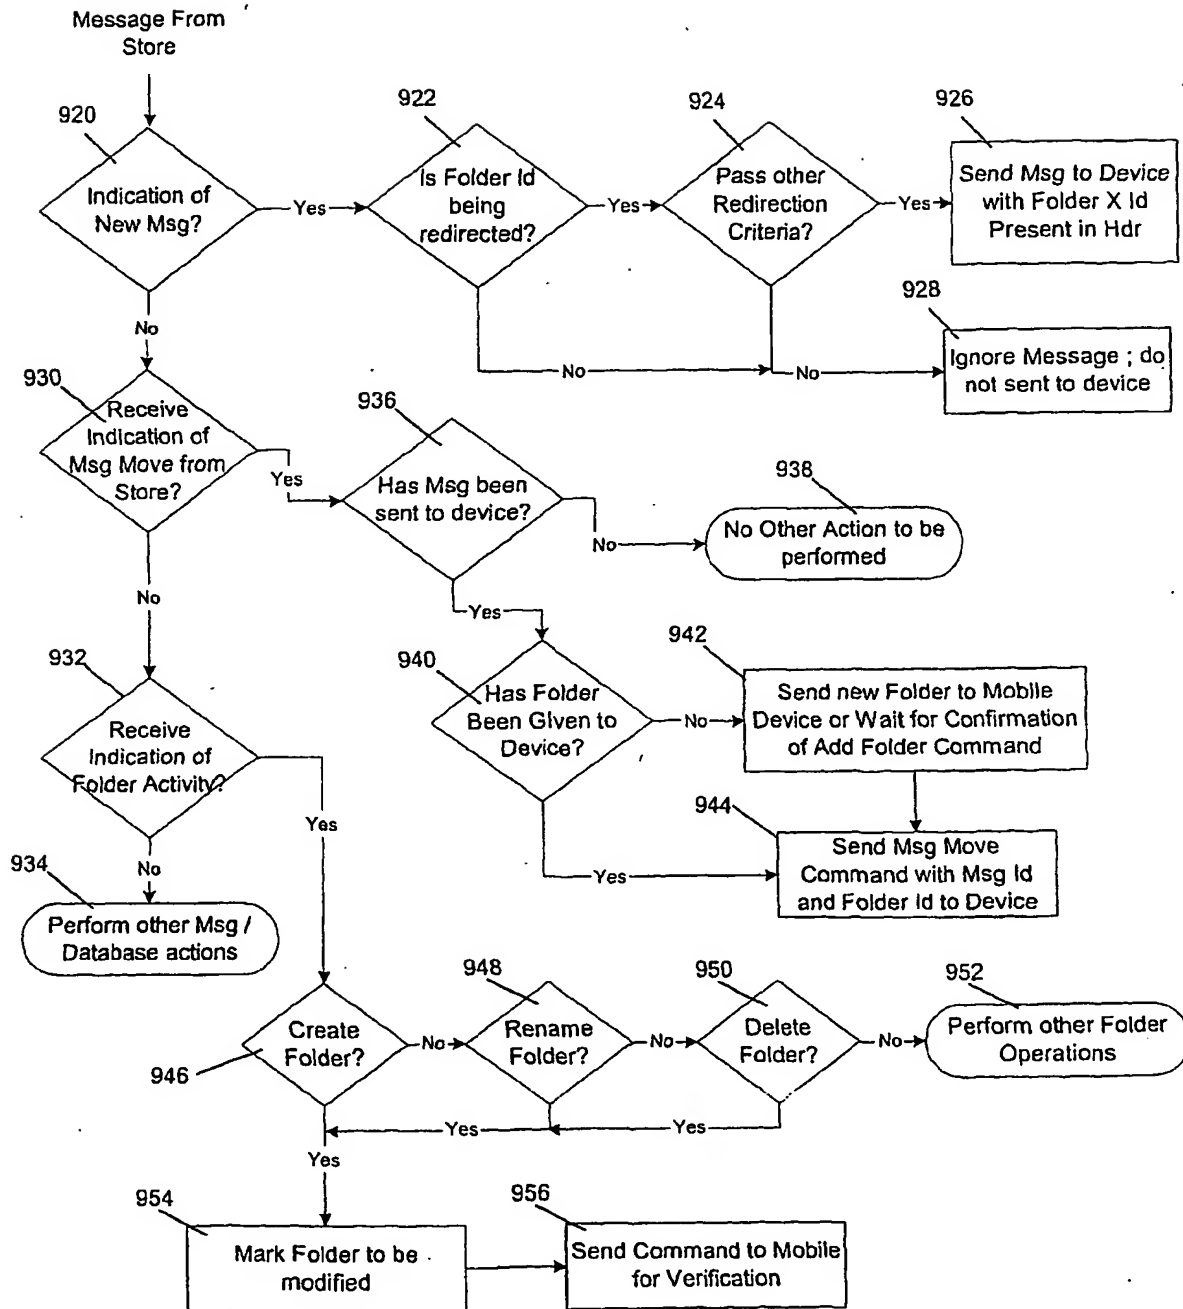 Message From
Store
920
Indication of
New Msg?
Yes
922
Is Folder Id
being
redirected?
Yes
924
Pass other
Redirection
Criteria?
Yes
926
Send Msg to Device
with Folder X Id
Present in Hdr
No
No
No
928
Ignore Message ; do
not sent to device
930
Receive
Indication of
Msg Move from
Store?
Yes
936
Has Msg been
sent to device?
No
938
No Other Action to be
performed
No
Yes
932
Receive
Indication of
Folder Activity?
940
Has Folder
Been Given to
Device?
No
942
Send new Folder to Mobile
Device or Wait for Confirmation
of Add Folder Command
Yes
944
Send Msg Move
Command with Msg Id
and Folder Id to Device
Yes
No
934
Perform other Msg /
Database actions
946
Create
Folder?
No
948
Rename
Folder?
No
950
Delete
Folder?
No
952
Perform other Folder
Operations
Yes
Yes
Yes
954
Mark Folder to be
modified
956
Send Command to Mobile
for Verification